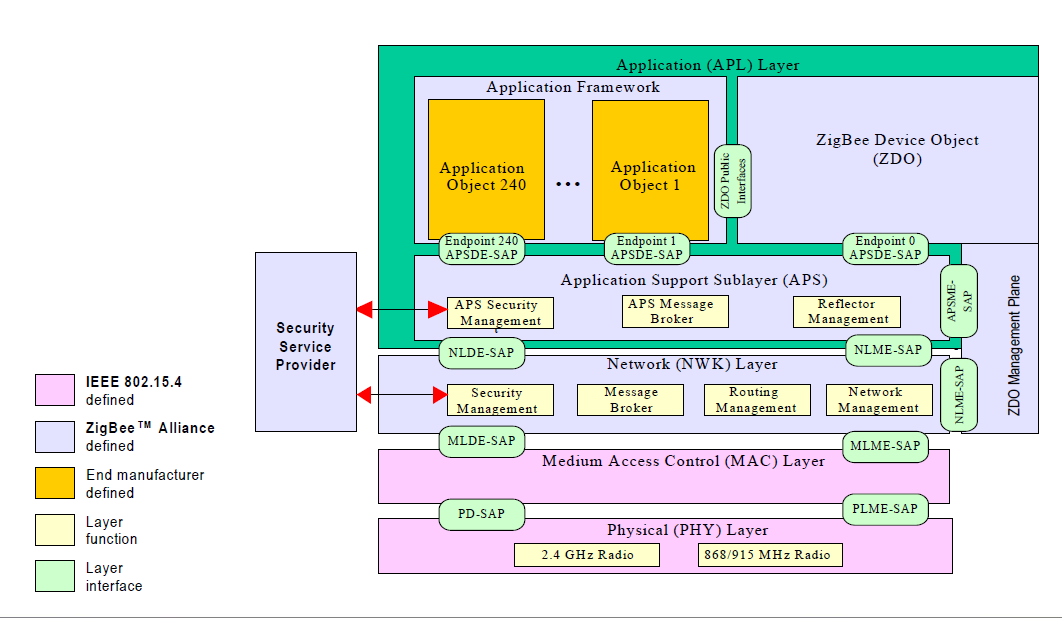 Application (APL) Layer
Application Framework
ZigBee Device Object
(ZDO)
Application
Object 240
...
Application
Object 1
ZDO Public
Interfaces
Endpoint 240
APSDE-SAP
Endpoint 1
APSDE-SAP
Endpoint 0
APSDE-SAP
Application Support Sublayer (APS)
APS Security
Management
APS Message
Broker
Reflector
Management
APSME-
SAP
ZDO Management Plane
Security
Service
Provider
NLDE-SAP
NLME-SAP
Network (NWK) Layer
Security
Management
Message
Broker
Routing
Management
Network
Management
NLME-SAP
MLDE-SAP
MLME-SAP
Medium Access Control (MAC) Layer
PD-SAP
PLME-SAP
Physical (PHY) Layer
2.4 GHz Radio
868/915 MHz Radio
IEEE 802.15.4
defined
ZigBee™ Alliance
defined
End manufacturer
defined
Layer
function
Layer
interface